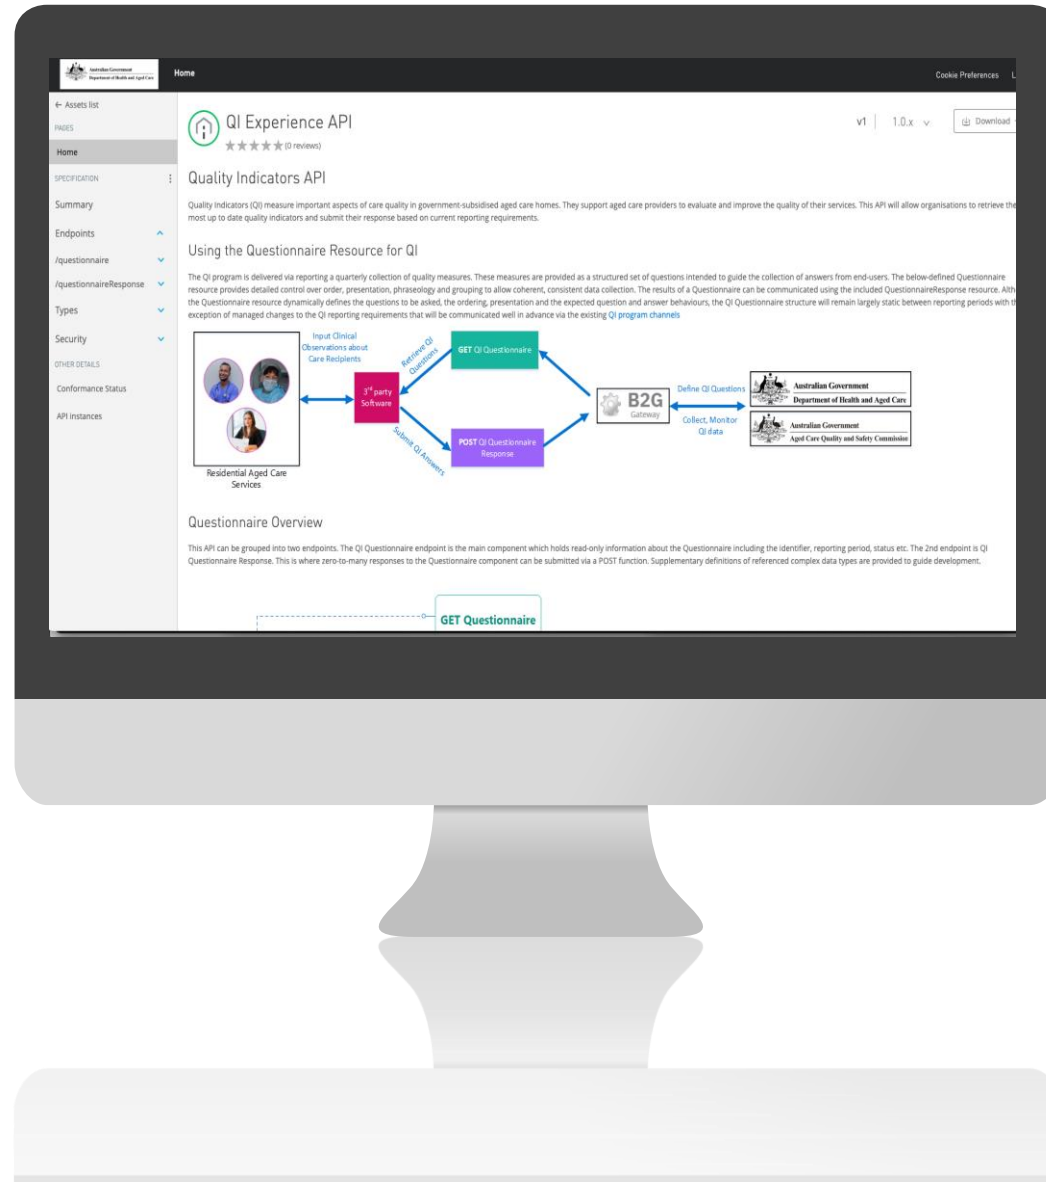 Australian Government
Department of Health and Aged Care
Home
Cookie Preferences
L
← Assets list
PAGES
Home
SPECIFICATION
Summary
Endpoints
/questionnaire
/questionnaireResponse
Types
Security
OTHER DETAILS
Conformance Status
API instances
QI Experience API
(0 reviews)
v1
1.0.x
Download
Quality Indicators API
Quality Indicators (QI) measure important aspects of care quality in government-subsidised aged care homes. They support aged care providers to evaluate and improve the quality of their services. This API will allow organisations to retrieve the
most up to date quality indicators and submit their response based on current reporting requirements.
Using the Questionnaire Resource for QI
The QI program is delivered via reporting a quarterly collection of quality measures. These measures are provided as a structured set of questions intended to guide the collection of answers from end-users. The below-defined Questionnaire
resource provides detailed control over order, presentation, phraseology and grouping to allow coherent, consistent data collection. The results of a Questionnaire can be communicated using the included QuestionnaireResponse resource. Alth
the Questionnaire resource dynamically defines the questions to be asked, the ordering, presentation and the expected question and answer behaviours, the QI Questionnaire structure will remain largely static between reporting periods with th
exception of managed changes to the QI reporting requirements that will be communicated well in advance via the existing QI program channels
Residential Aged Care
Services
Input Clinical
Observations about
Care Recipients
3rd party
Software
Retrieve QI
Questions
Submit QI Answers
GET QI Questionnaire
POST QI Questionnaire
Response
B2G
Gateway
Define QI Questions
Collect, Monitor
QI data
Australian Government
Department of Health and Aged Care
Australian Government
Aged Care Quality and Safety Commission
Questionnaire Overview
This API can be grouped into two endpoints. The QI Questionnaire endpoint is the main component which holds read-only information about the Questionnaire including the identifier, reporting period, status etc. The 2nd endpoint is QI
Questionnaire Response. This is where zero-to-many responses to the Questionnaire component can be submitted via a POST function. Supplementary definitions of referenced complex data types are provided to guide development.
GET Questionnaire